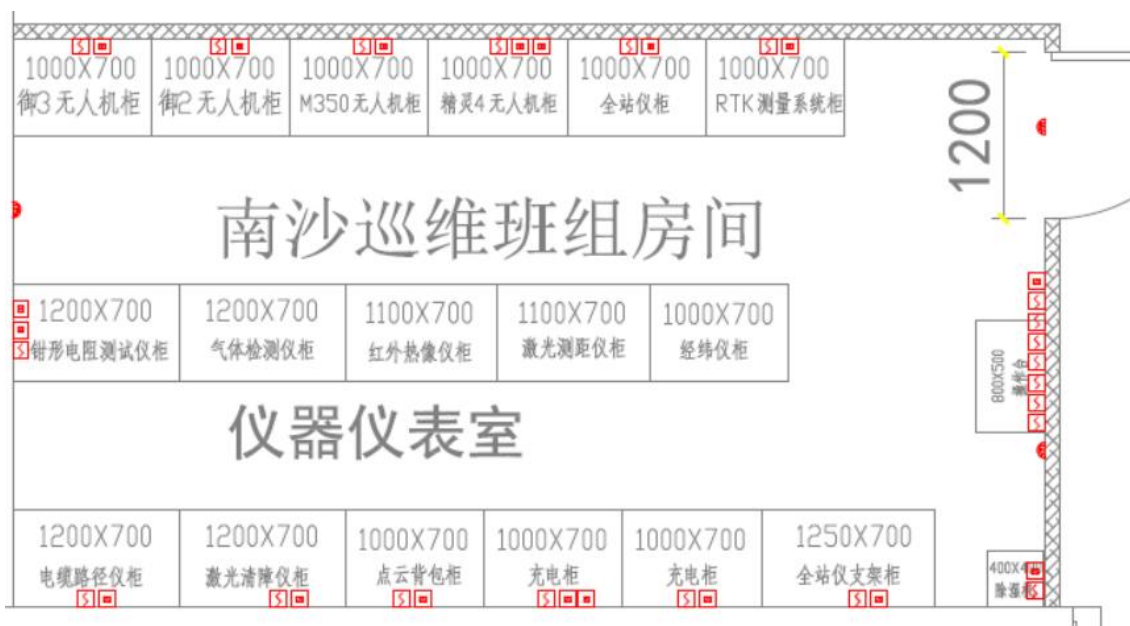 1000X700
御3无人机柜
1000X700
御2无人机柜
1000X700
M350无人机柜
1000X700
精灵4无人机柜
1000X700
全站仪柜
1000X700
RTK测量系统柜
1200
南沙巡维班组房间
1200X700
钳形电阻测试仪柜
1200X700
气体检测仪柜
1100X700
红外热像仪柜
1100X700
激光测距仪柜
1000X700
经纬仪柜
800X500
操作台
仪器仪表室
1200X700
电缆路径仪柜
1200X700
激光清障仪柜
1000X700
点云背包柜
1000X700
充电柜
1000X700
充电柜
1250X700
全站仪支架柜
除湿柜